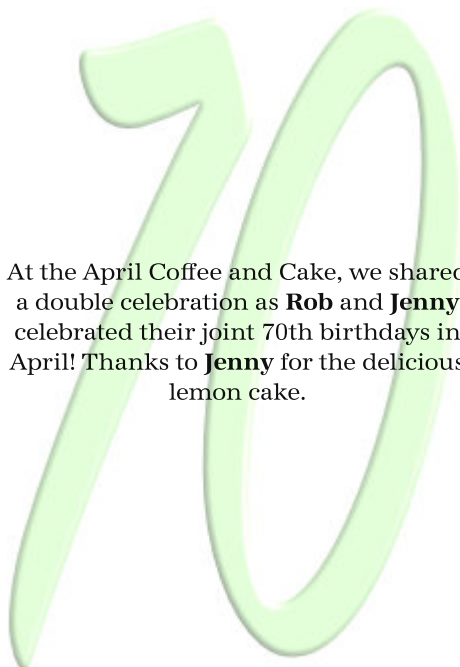 70
At the April Coffee and Cake, we shared
a double celebration as Rob and Jenny
celebrated their joint 70th birthdays in
April! Thanks to Jenny for the delicious
lemon cake.